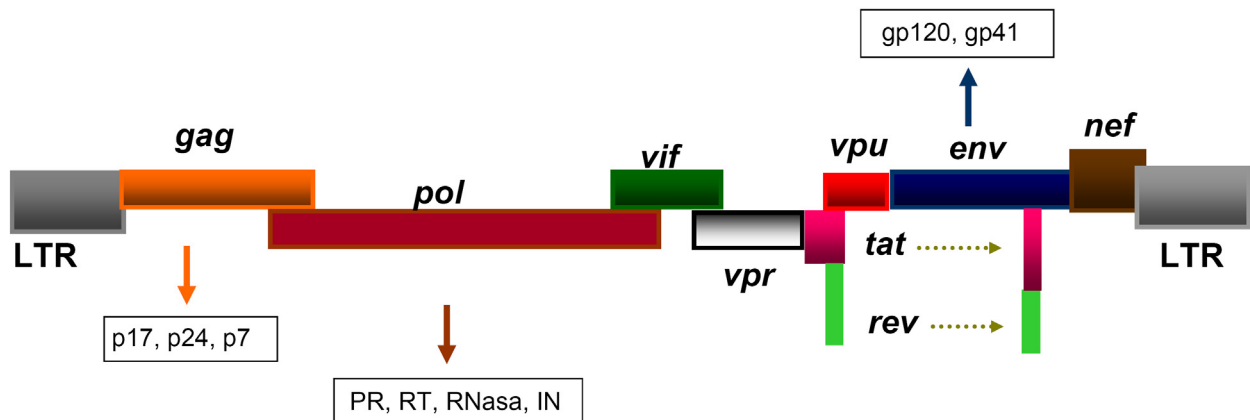 gp120, gp41
gag
vif
vpu
env
nef
pol
LTR
vpr
tat
LTR
rev
p17, p24, p7
PR, RT, RNasa, IN